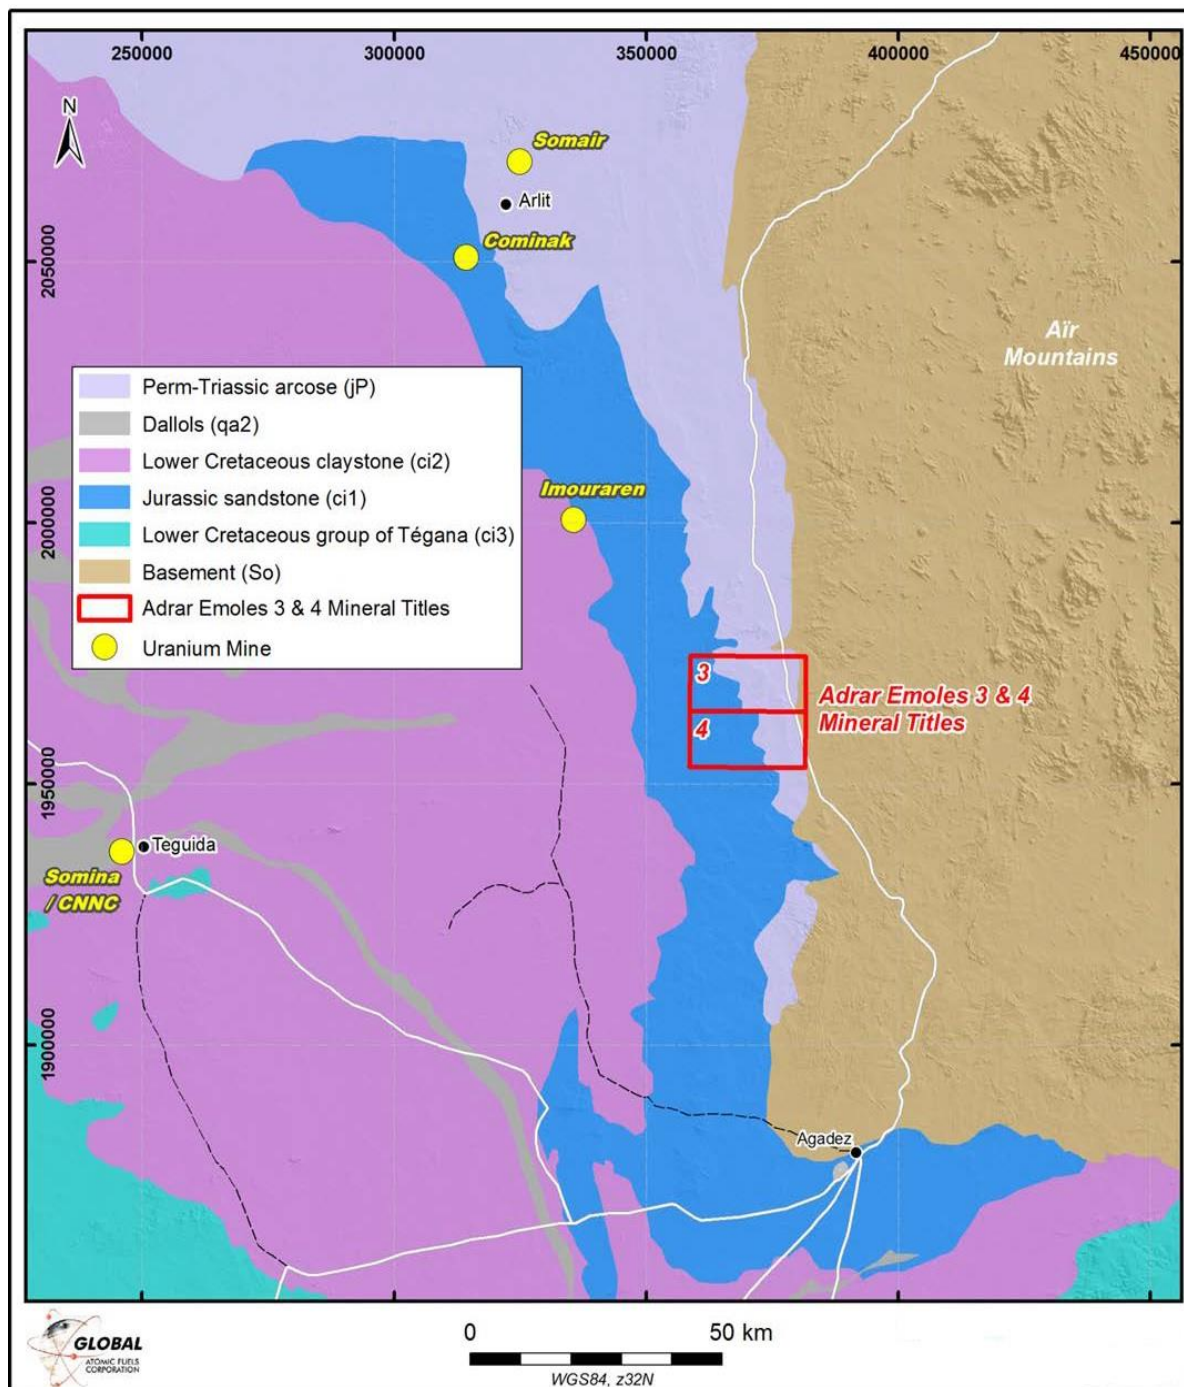 250000
300000
350000
400000
450000
N
Somair
Arlit
Cominak
2050000
Aïr
Mountains
Perm-Triassic arcose (jP)
Dallols (qa2)
Lower Cretaceous claystone (ci2)
Jurassic sandstone (ci1)
Lower Cretaceous group of Tégana (ci3)
Basement (So)
Adrar Emoles 3 & 4 Mineral Titles
Uranium Mine
Imouraren
2000000
3
4
Adrar Emoles 3 & 4
Mineral Titles
1950000
Teguida
Somina
/ CNNC
1900000
Agadez
GLOBAL
ATOMIC FUELS
CORPORATION
0
50 km
WGS84, z32N